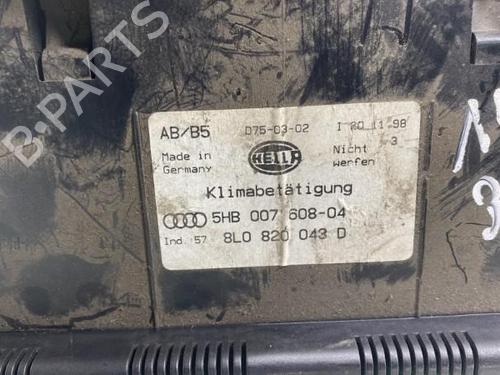 B-PARTS
AB/B5 D75-03-02 I 20 11 98
Made in Germany HELLA Nicht werfen 3
Klimabetätigung
5HB 007 608-04
Ind. 57 8L0 820 043 D